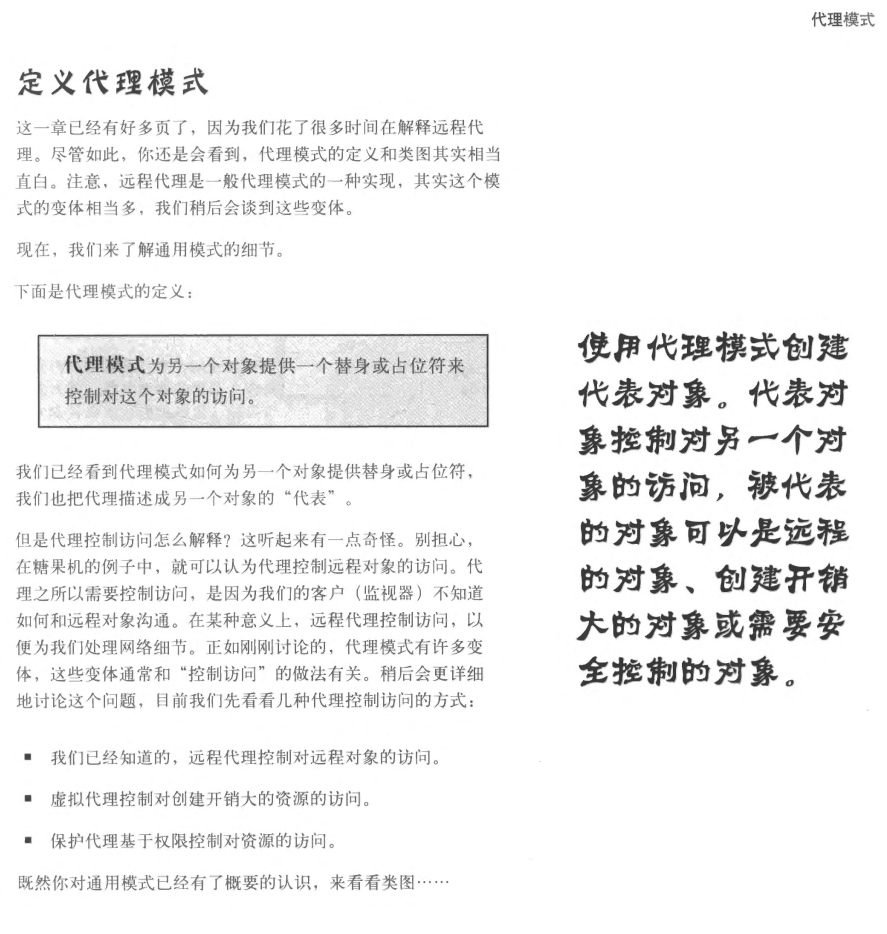 代理模式
定义代理模式
这一章已经有好多页了，因为我们花了很多时间在解释远程代
理。尽管如此，你还是会看到，代理模式的定义和类图其实相当
直白。注意，远程代理是一般代理模式的一种实现，其实这个模
式的变体相当多，我们稍后会谈到这些变体。
现在，我们来了解通用模式的细节。
下面是代理模式的定义：
代理模式为另一个对象提供一个替身或占位符来
控制对这个对象的访问。
我们已经看到代理模式如何为另一个对象提供替身或占位符，
我们也把代理描述成另一个对象的“代表”。
但是代理控制访问怎么解释？这听起来有一点奇怪。别担心，
在糖果机的例子中，就可以认为代理控制远程对象的访问。代
理之所以需要控制访问，是因为我们的客户（监视器）不知道
如何和远程对象沟通。在某种意义上，远程代理控制访问，以
便为我们处理网络细节。正如刚刚讨论的，代理模式有许多变
体，这些变体通常和“控制访问”的做法有关。稍后会更详细
地讨论这个问题，目前我们先看看几种代理控制访问的方式：
■ 我们已经知道的，远程代理控制对远程对象的访问。
■ 虚拟代理控制对创建开销大的资源的访问。
■ 保护代理基于权限控制对资源的访问。
既然你对通用模式已经有了概要的认识，来看看类图……
使用代理模式创建
代表对象。代表对
象控制对另一个对
象的访问，被代表
的对象可以是远程
的对象、创建开销
大的对象或需要安
全控制的对象。